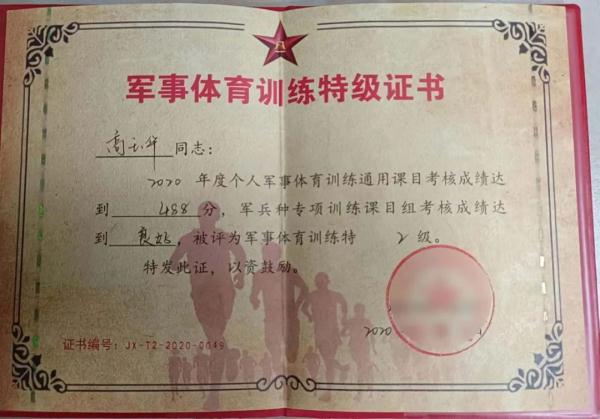 军事体育训练特级证书
高玉华 同志：
2020 年度个人军事体育训练通用课目考核成绩达
到 488 分，军兵种专项训练课目组考核成绩达
到 良好，被评为军事体育训练特 2 级。
特发此证，以资鼓励。
2020
证书编号：JX-T2-2020-0049